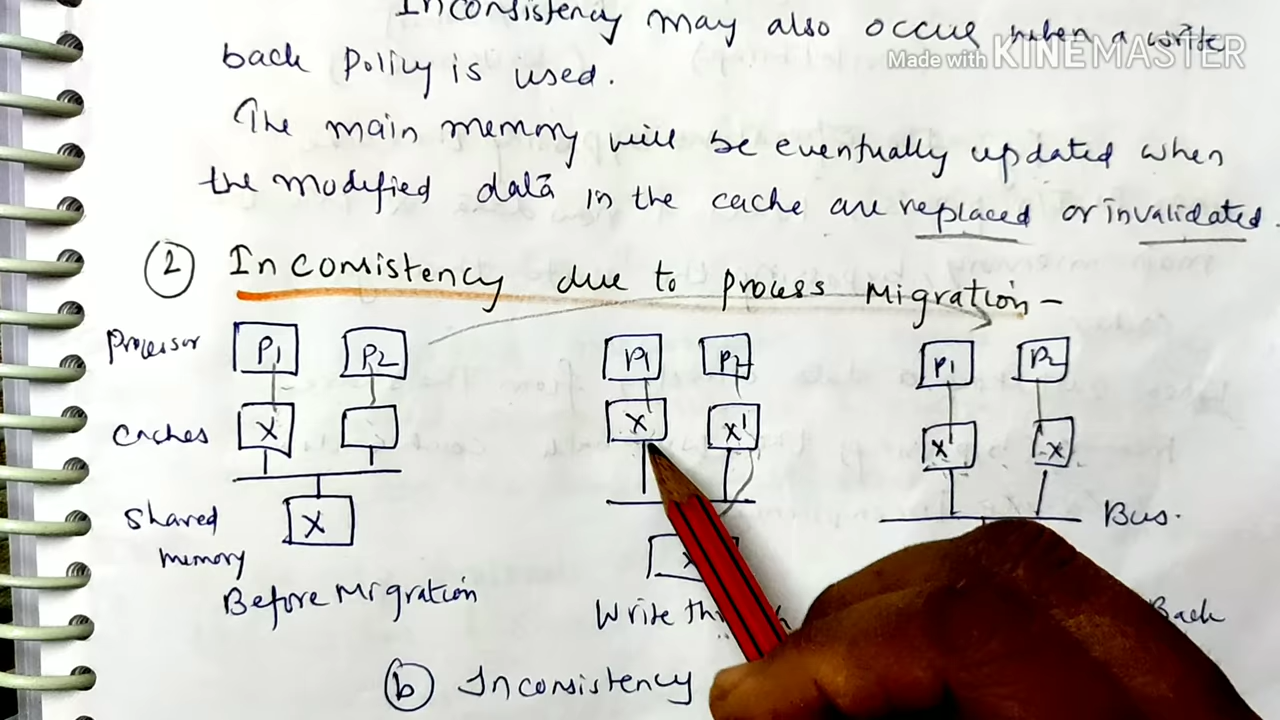 Inconsistency may also occur when a write
Made with KINEMASTER
back policy is used.
The main memory will be eventually updated when
the modified data in the cache are replaced or invalidated.
2 Inconsistency due to process Migration-
Processor P1 P2 P1 P2 P1 P2
Caches X X X' X' X
Shared memory X X Bus.
Before Migration Write Back
b Inconsistency